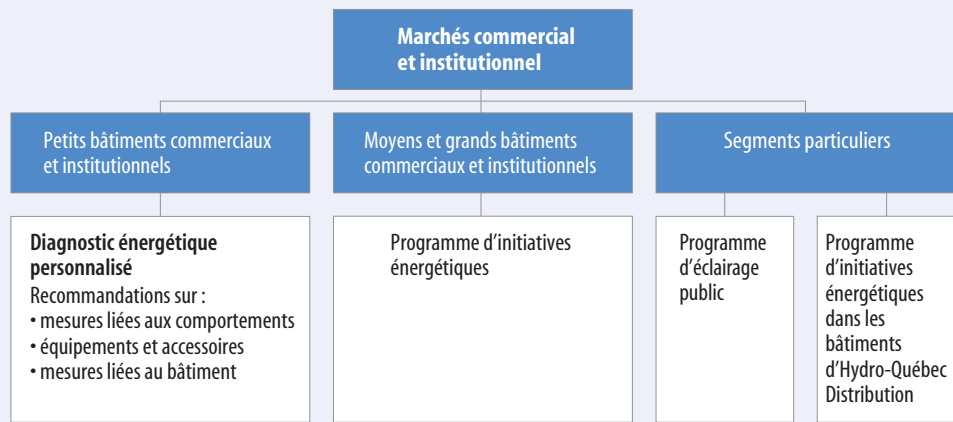 Marchés commercial
et institutionnel
Petits bâtiments commerciaux
et institutionnels
Moyens et grands bâtiments
commerciaux et institutionnels
Segments particuliers
Diagnostic énergétique
personnalisé
Recommandations sur :
• mesures liées aux comportements
• équipements et accessoires
• mesures liées au bâtiment
Programme d’initiatives
énergétiques
Programme
d’éclairage
public
Programme
d’initiatives
énergétiques
dans les
bâtiments
d’Hydro-Québec
Distribution